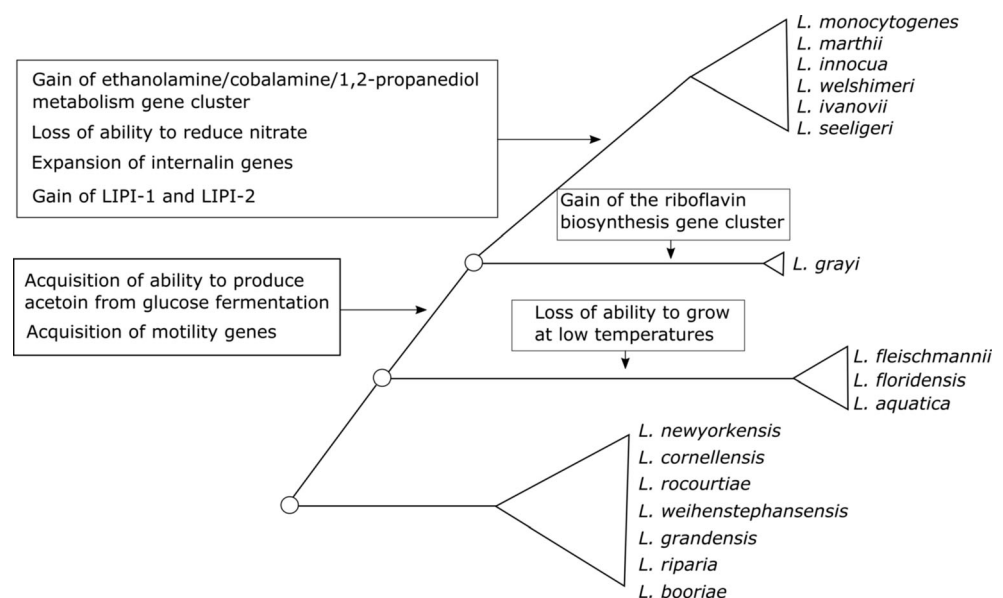 L. monocytogenes
L. marthii
L. innocua
L. welshimeri
L. ivanovii
L. seeligeri
Gain of ethanolamine/cobalamine/1,2-propanediol
metabolism gene cluster
Loss of ability to reduce nitrate
Expansion of internalin genes
Gain of LIPI-1 and LIPI-2
Gain of the riboflavin
biosynthesis gene cluster
L. grayi
Acquisition of ability to produce
acetoin from glucose fermentation
Acquisition of motility genes
Loss of ability to grow
at low temperatures
L. fleischmannii
L. floridensis
L. aquatica
L. newyorkensis
L. cornellensis
L. rocourtiae
L. weihenstephansensis
L. grandensis
L. riparia
L. booriae